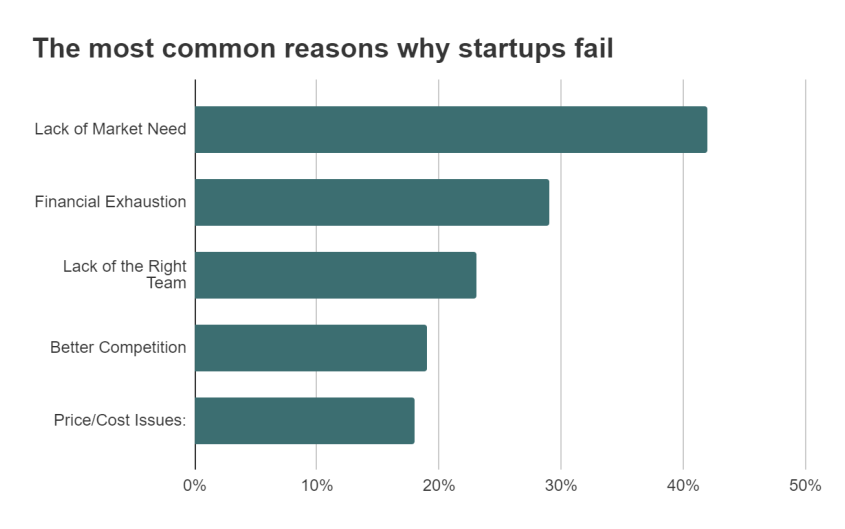 The most common reasons why startups fail
Lack of Market Need
Financial Exhaustion
Lack of the Right
Team
Better Competition
Price/Cost Issues:
0%
10%
20%
30%
40%
50%